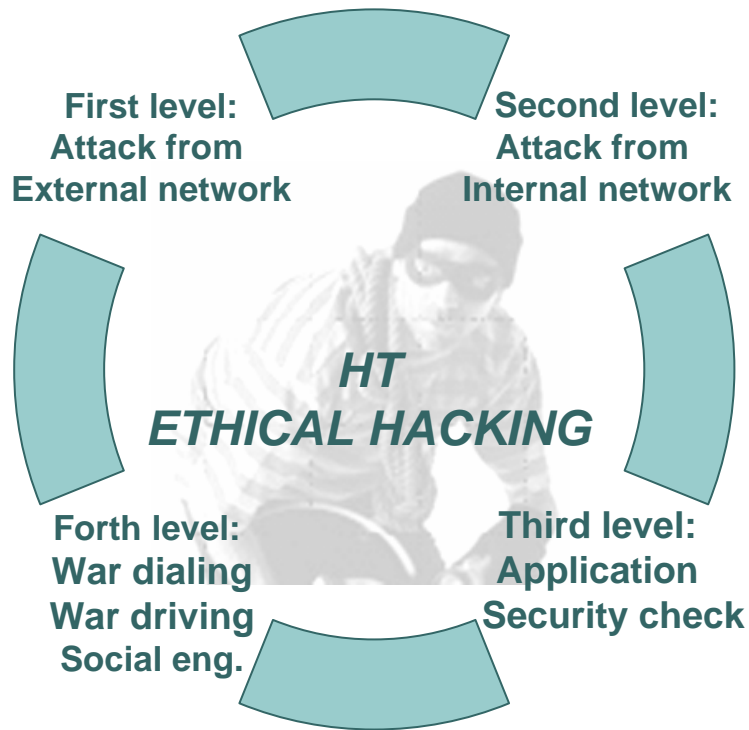 First level:
Attack from
External network
Second level:
Attack from
Internal network
HT
ETHICAL HACKING
Forth level:
War dialing
War driving
Social eng.
Third level:
Application
Security check